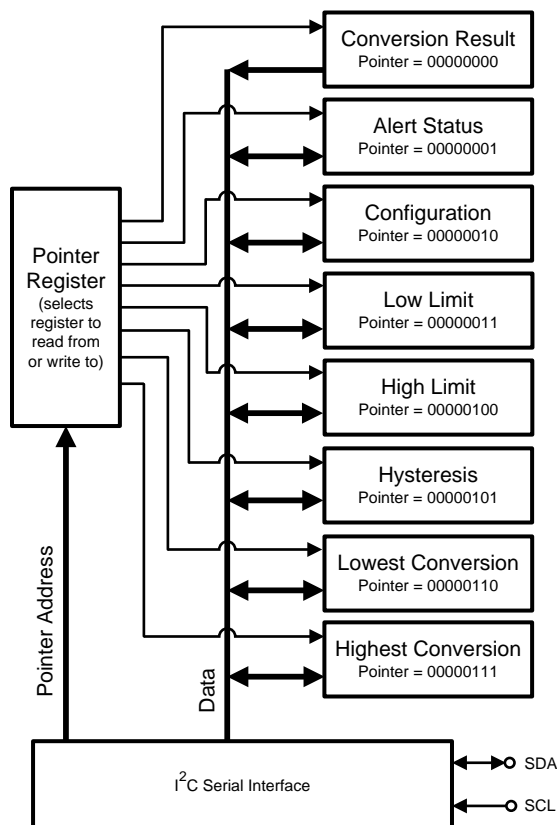 Conversion Result
Pointer = 00000000
Alert Status
Pointer = 00000001
Configuration
Pointer = 00000010
Low Limit
Pointer = 00000011
High Limit
Pointer = 00000100
Hysteresis
Pointer = 00000101
Lowest Conversion
Pointer = 00000110
Highest Conversion
Pointer = 00000111
Pointer
Register
(selects
register to
read from
or write to)
Pointer Address
Data
I²C Serial Interface
SDA
SCL